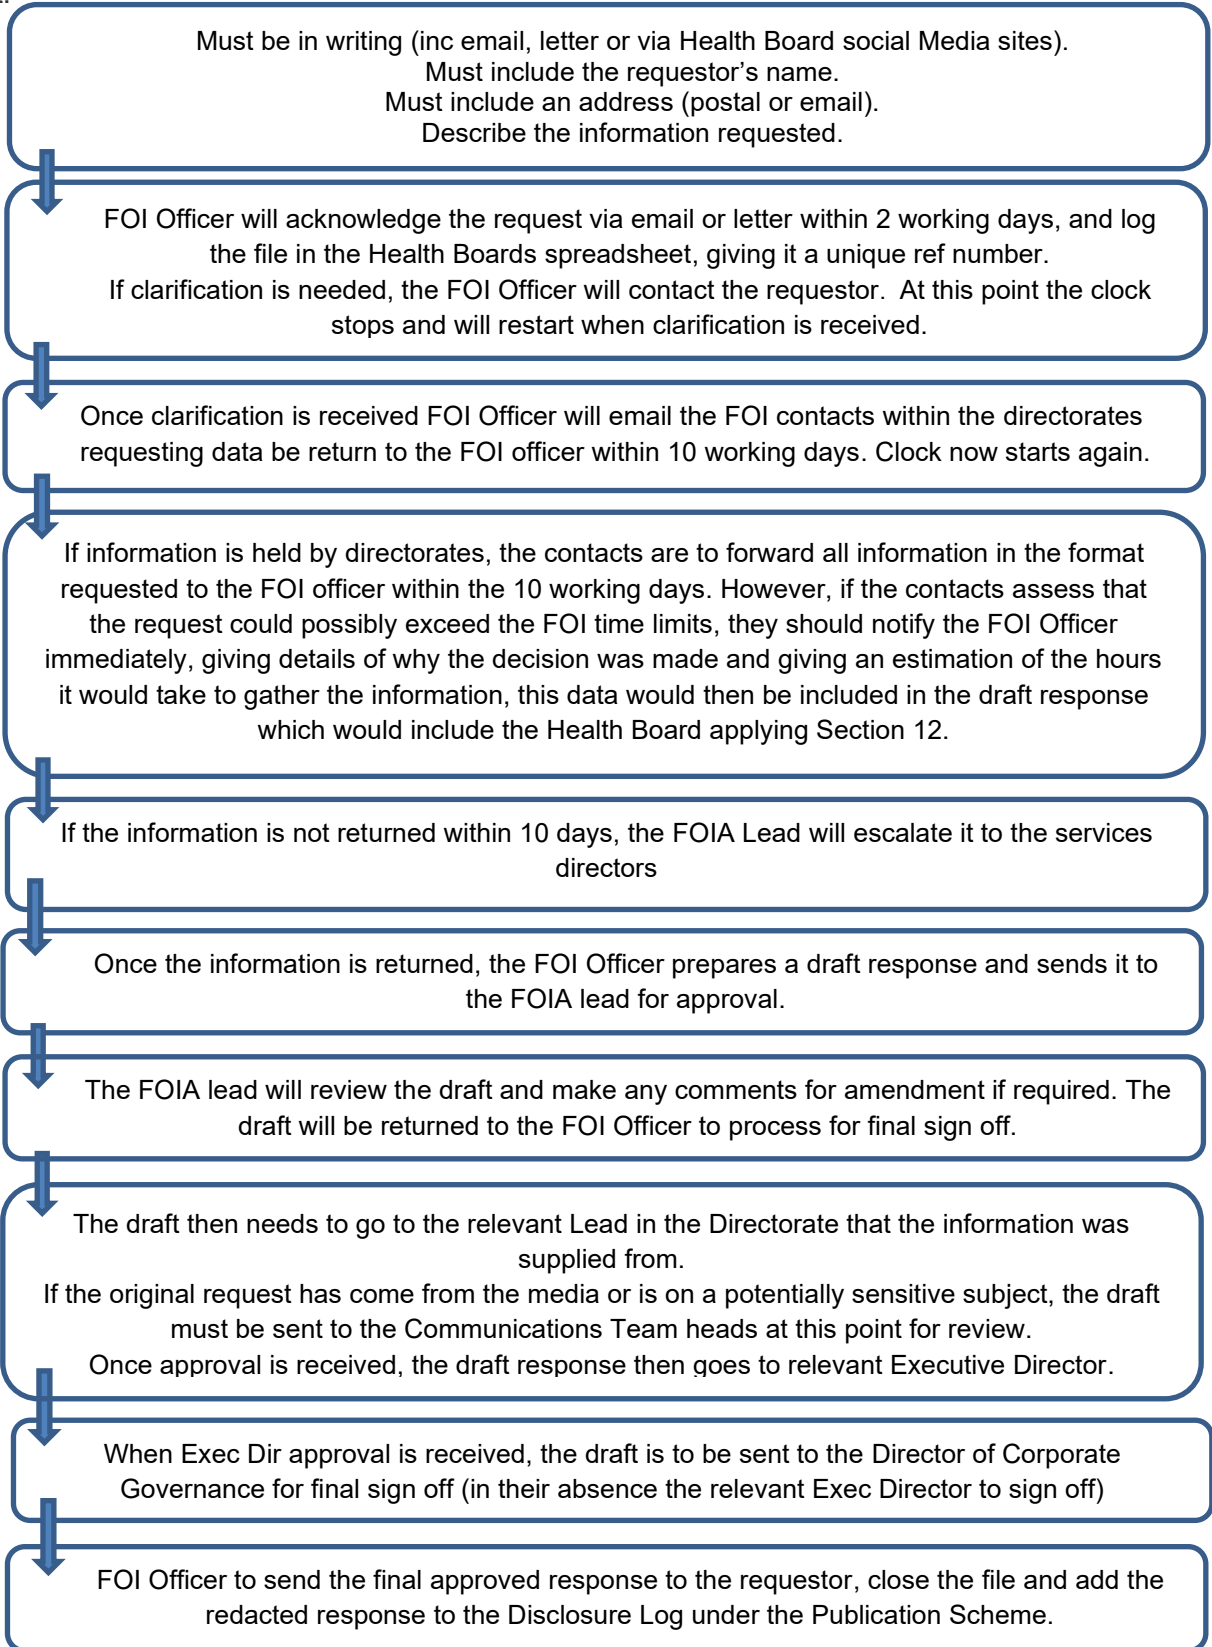 Must be in writing (inc email, letter or via Health Board social Media sites).
Must include the requestor’s name.
Must include an address (postal or email).
Describe the information requested.
FOI Officer will acknowledge the request via email or letter within 2 working days, and log
the file in the Health Boards spreadsheet, giving it a unique ref number.
If clarification is needed, the FOI Officer will contact the requestor.  At this point the clock
stops and will restart when clarification is received.
Once clarification is received FOI Officer will email the FOI contacts within the directorates
requesting data be return to the FOI officer within 10 working days. Clock now starts again.
If information is held by directorates, the contacts are to forward all information in the format
requested to the FOI officer within the 10 working days. However, if the contacts assess that
the request could possibly exceed the FOI time limits, they should notify the FOI Officer
immediately, giving details of why the decision was made and giving an estimation of the hours
it would take to gather the information, this data would then be included in the draft response
which would include the Health Board applying Section 12.
If the information is not returned within 10 days, the FOIA Lead will escalate it to the services
directors
Once the information is returned, the FOI Officer prepares a draft response and sends it to
the FOIA lead for approval.
The FOIA lead will review the draft and make any comments for amendment if required. The
draft will be returned to the FOI Officer to process for final sign off.
The draft then needs to go to the relevant Lead in the Directorate that the information was
supplied from.
If the original request has come from the media or is on a potentially sensitive subject, the draft
must be sent to the Communications Team heads at this point for review.
Once approval is received, the draft response then goes to relevant Executive Director.
When Exec Dir approval is received, the draft is to be sent to the Director of Corporate
Governance for final sign off (in their absence the relevant Exec Director to sign off)
FOI Officer to send the final approved response to the requestor, close the file and add the
redacted response to the Disclosure Log under the Publication Scheme.